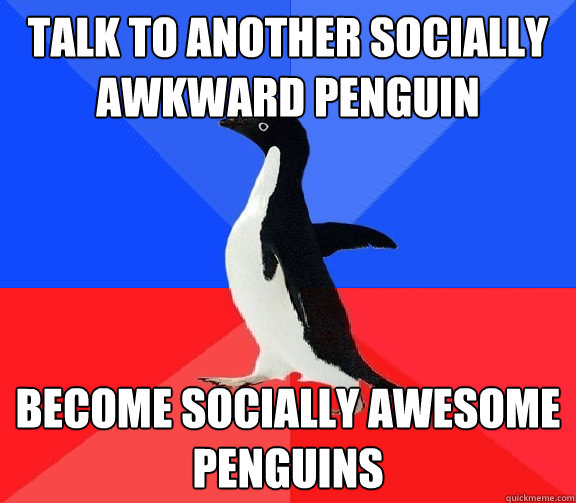 TALK TO ANOTHER SOCIALLY
AWKWARD PENGUIN
BECOME SOCIALLY AWESOME
PENGUINS
quickmeme.com